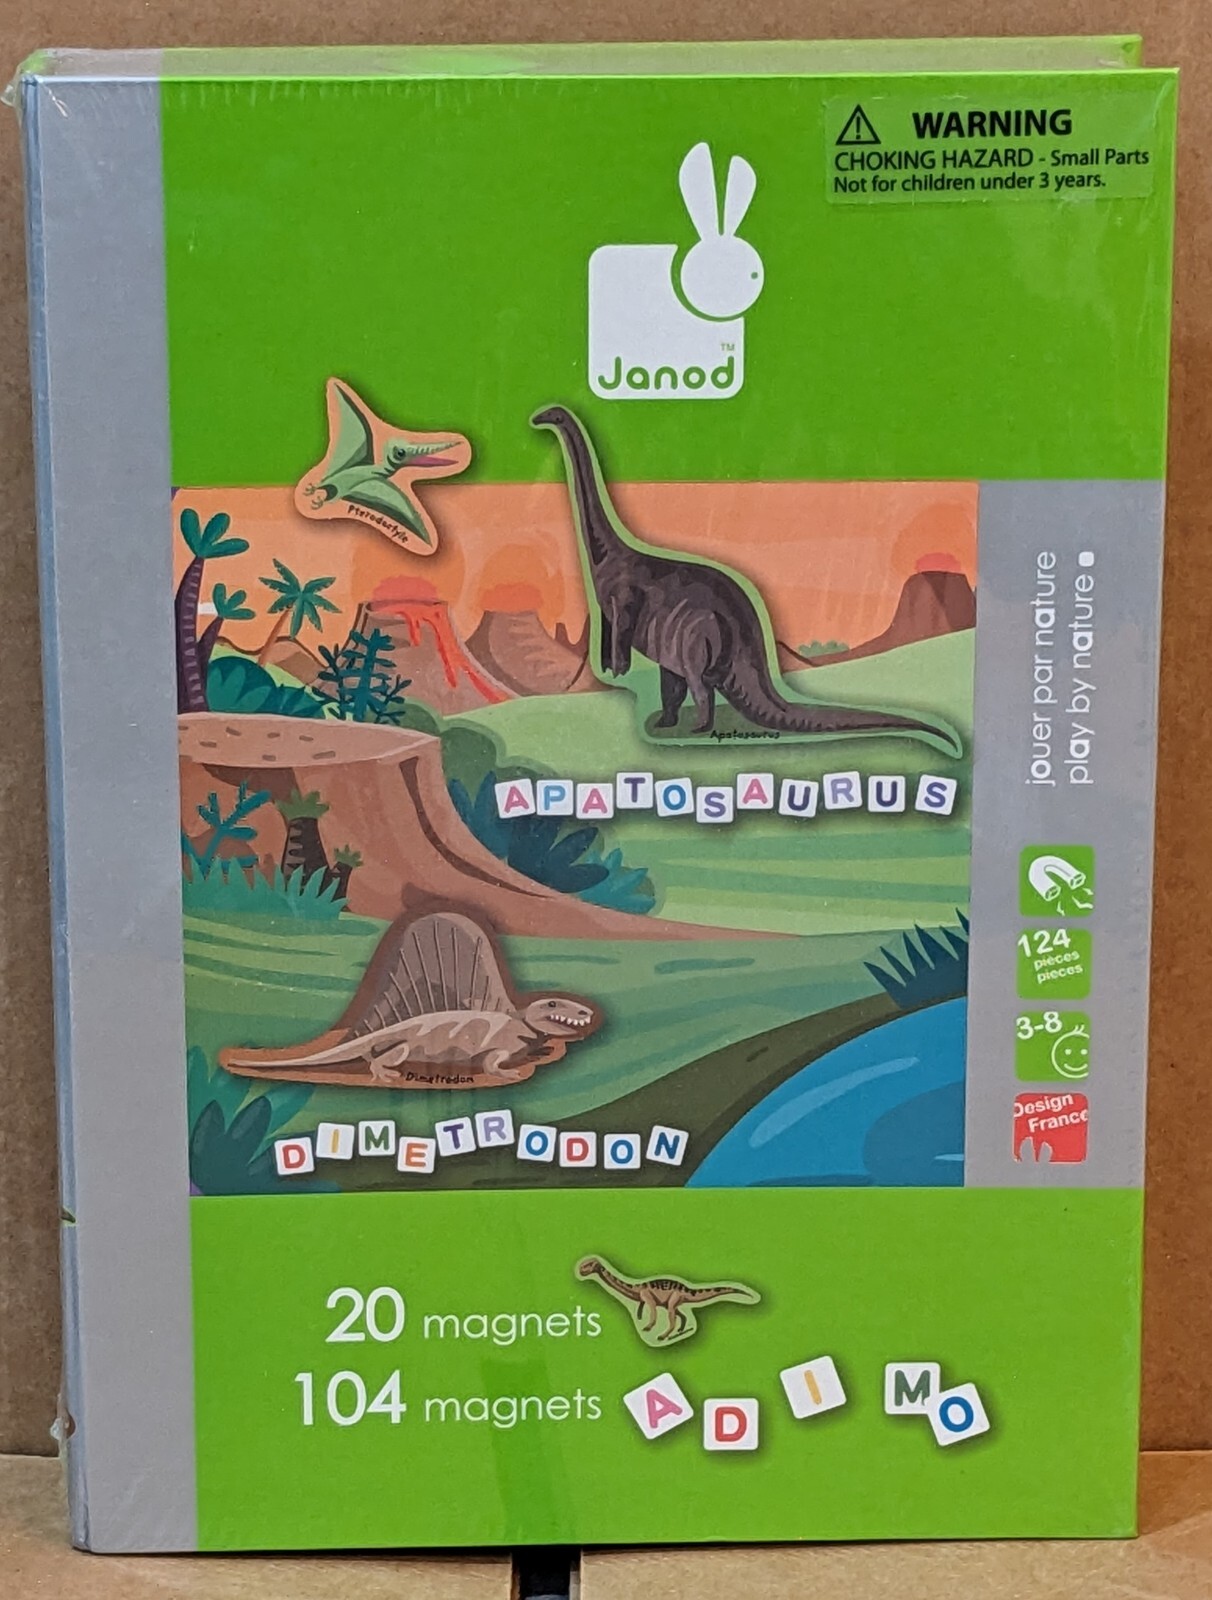 WARNING
CHOKING HAZARD - Small Parts
Not for children under 3 years.
Janod
TM
Pterodactyle
Apatosaurus
APATOSAURUS
jouer par nature
play by nature
124
pièces
pieces
3-8
Design
France
Dimetrodon
DIMETRODON
20 magnets
104 magnets
A D I M O